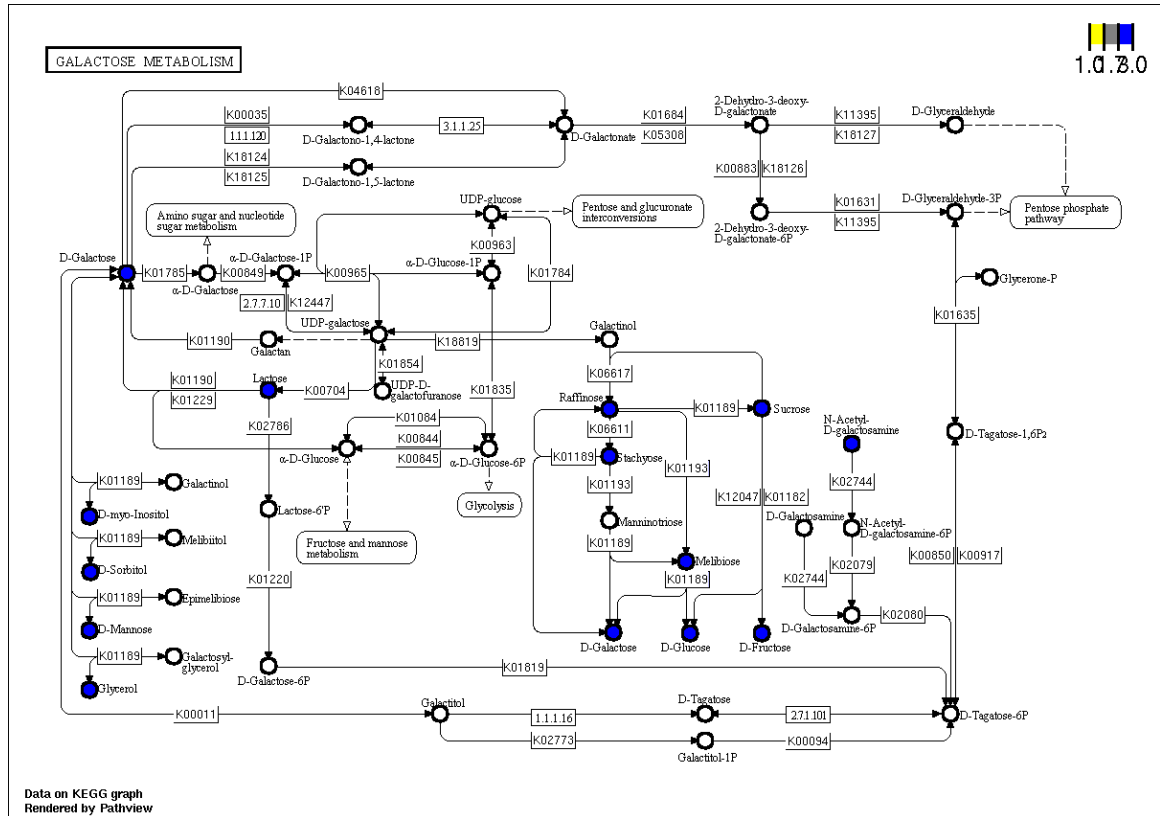 GALACTOSE METABOLISM
K04618
K00035
1.1.1.120
D-Galactono-1,4-lactone
3.1.1.25
D-Galactonate
K01684
K05308
2-Dehydro-3-deoxy-
D-galactonate
K11395
K18127
D-Glyceraldehyde
K18124
K18125
D-Galactono-1,5-lactone
K00883
K18126
Amino sugar and nucleotide
sugar metabolism
UDP-glucose
Pentose and glucuronate
interconversions
2-Dehydro-3-deoxy-
D-galactonate-6P
K01631
K11395
D-Glyceraldehyde-3P
Pentose phosphate
pathway
D-Galactose
K01785
α-D-Galactose
K00849
α-D-Galactose-1P
K00965
α-D-Glucose-1P
K00963
K01784
Glycerone-P
2.7.7.10
K12447
UDP-galactose
K01635
K01190
Galactan
K18819
Galactinol
K01854
UDP-D-
galactofuranose
K01190
K01229
Lactose
K00704
K01835
K06617
K02786
Raffinose
K01189
Sucrose
N-Acetyl-
D-galactosamine
K01084
K00844
K00845
α-D-Glucose
α-D-Glucose-6P
K06611
K01189
Stachyose
K01193
K01193
D-Tagatose-1,6P2
K02744
K01189
Galactinol
D-myo-Inositol
Lactose-6'P
Glycolysis
K12047
K01182
Manninotriose
K01189
D-Galactosamine
N-Acetyl-
D-galactosamine-6P
K01189
Melibiitol
D-Sorbitol
Fructose and mannose
metabolism
Melibiose
K01189
K02744
K02079
K00850
K00917
K01220
K01189
Epimelibiose
D-Mannose
D-Galactosamine-6P
K02080
D-Galactose
D-Glucose
D-Fructose
K01189
Galactosyl-
glycerol
Glycerol
D-Galactose-6P
K01819
K00011
Galactitol
1.1.1.16
D-Tagatose
2.7.1.101
D-Tagatose-6P
K02773
Galactitol-1P
K00094
Data on KEGG graph
Rendered by Pathview